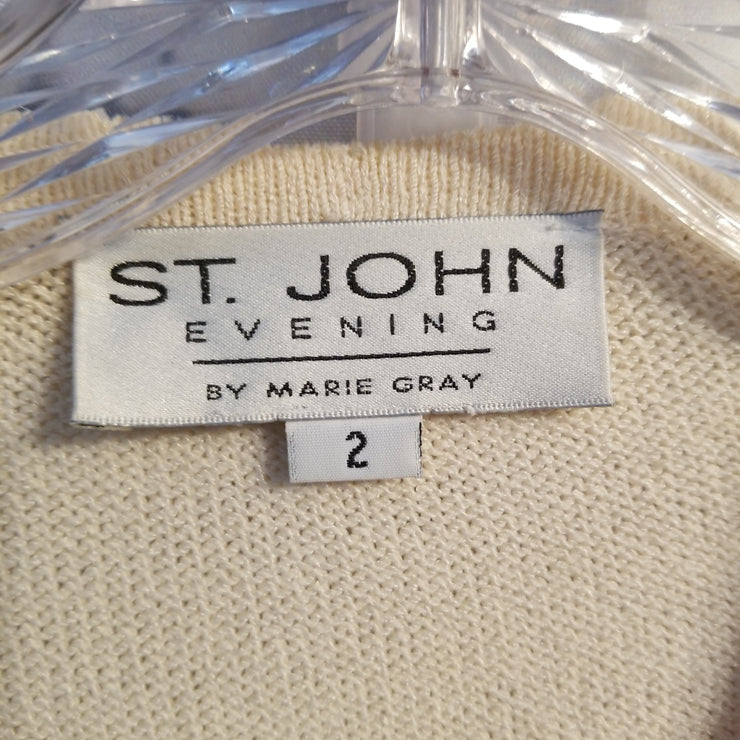 ST. JOHN
EVENING
BY MARIE GRAY
2